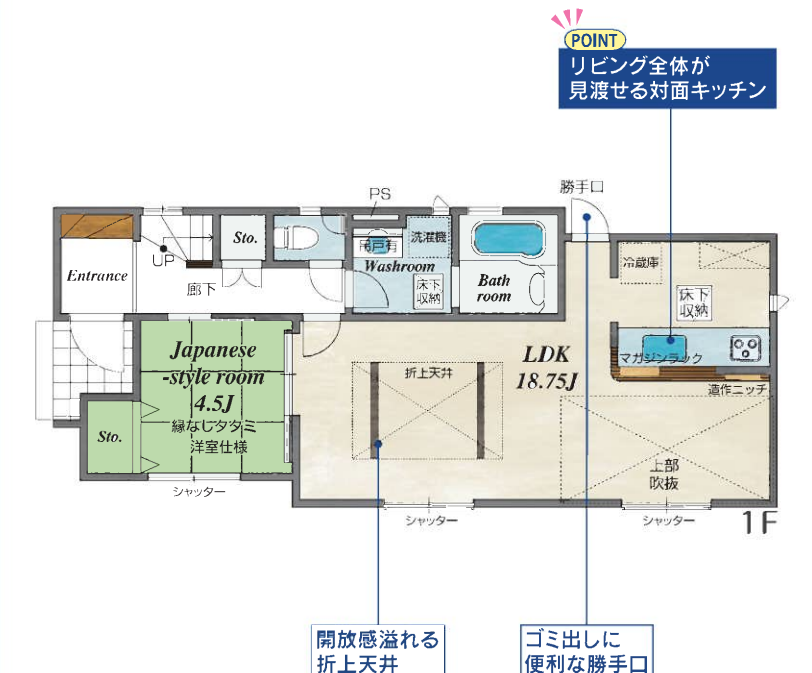 POINT
リビング全体が
見渡せる対面キッチン
勝手口
PS
Sto.
吊戸有
洗濯機
Washroom
Entrance
UP
廊下
床下
収納
Bath
room
冷蔵庫
床下
収納
Japanese
-style room
4.5J
縁なしタタミ
洋室仕様
Sto.
折上天井
LDK
18.75J
マガジンラック
造作ニッチ
上部
吹抜
シャッター
シャッター
シャッター
1F
開放感溢れる
折上天井
ゴミ出しに
便利な勝手口